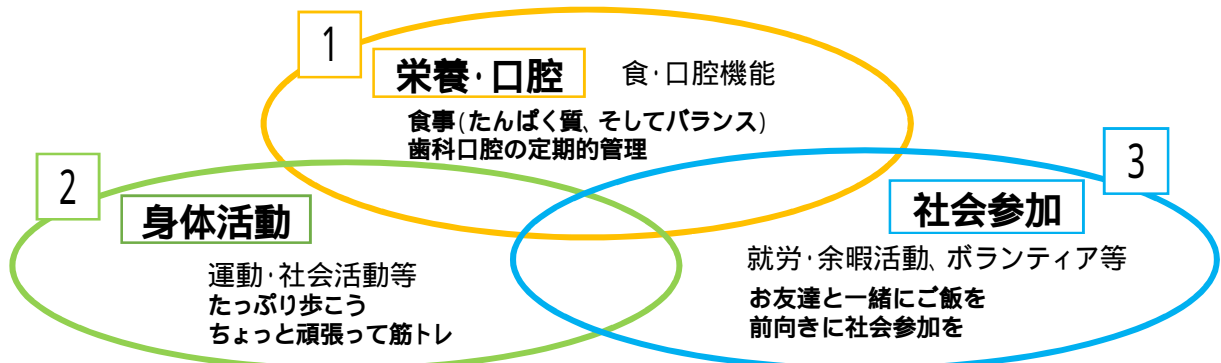 1
栄養・口腔 食・口腔機能
食事(たんぱく質、そしてバランス)
歯科口腔の定期的管理
2
身体活動
運動・社会活動等
たっぷり歩こう
ちょっと頑張って筋トレ
3
社会参加
就労・余暇活動、ボランティア等
お友達と一緒にご飯を
前向きに社会参加を